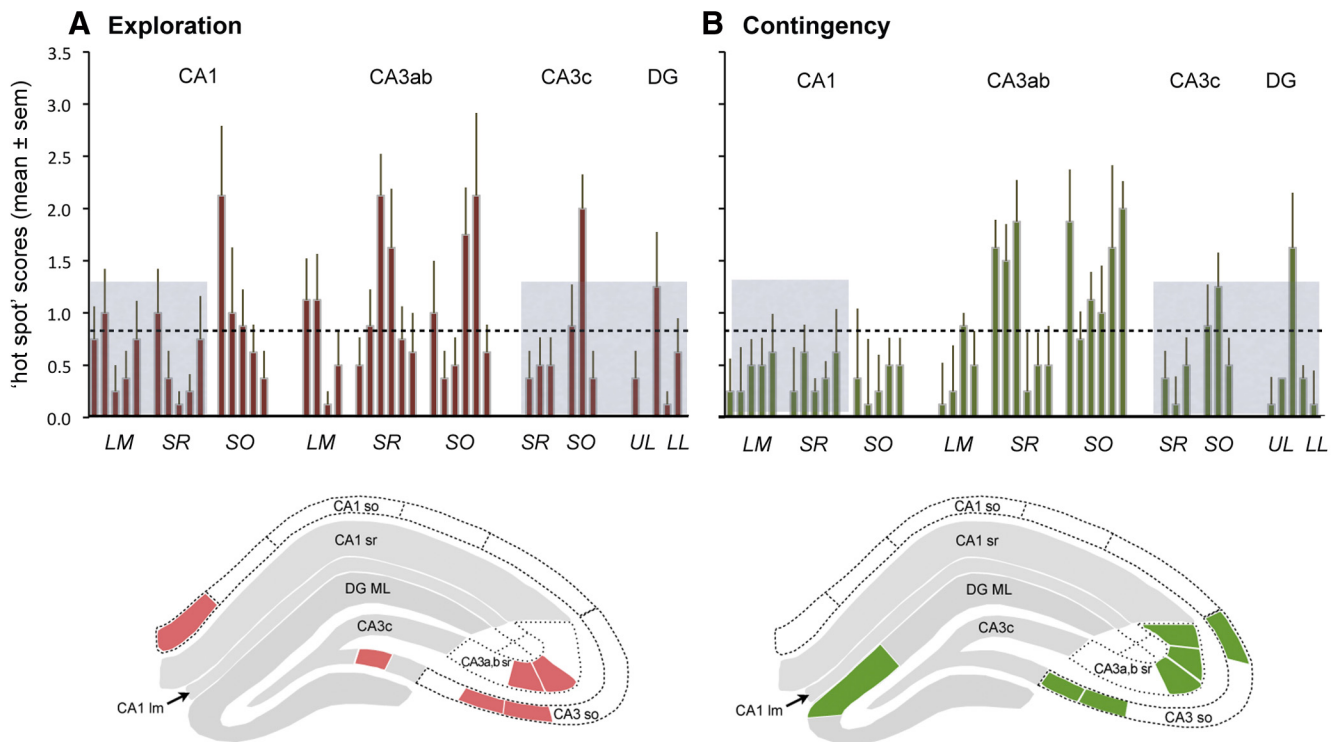 A Exploration
'hot spot' scores (mean ± sem)
3.5
3.0
2.5
2.0
1.5
1.0
0.5
0.0
CA1 CA3ab CA3c DG
LM SR SO LM SR SO SR SO UL LL
CA1 so
CA1 sr
DG ML
CA3c
CA3a,b sr
CA1 lm
CA3 so
B Contingency
CA1 CA3ab CA3c DG
LM SR SO LM SR SO SR SO UL LL
CA1 so
CA1 sr
DG ML
CA3c
CA3a,b sr
CA1 lm
CA3 so